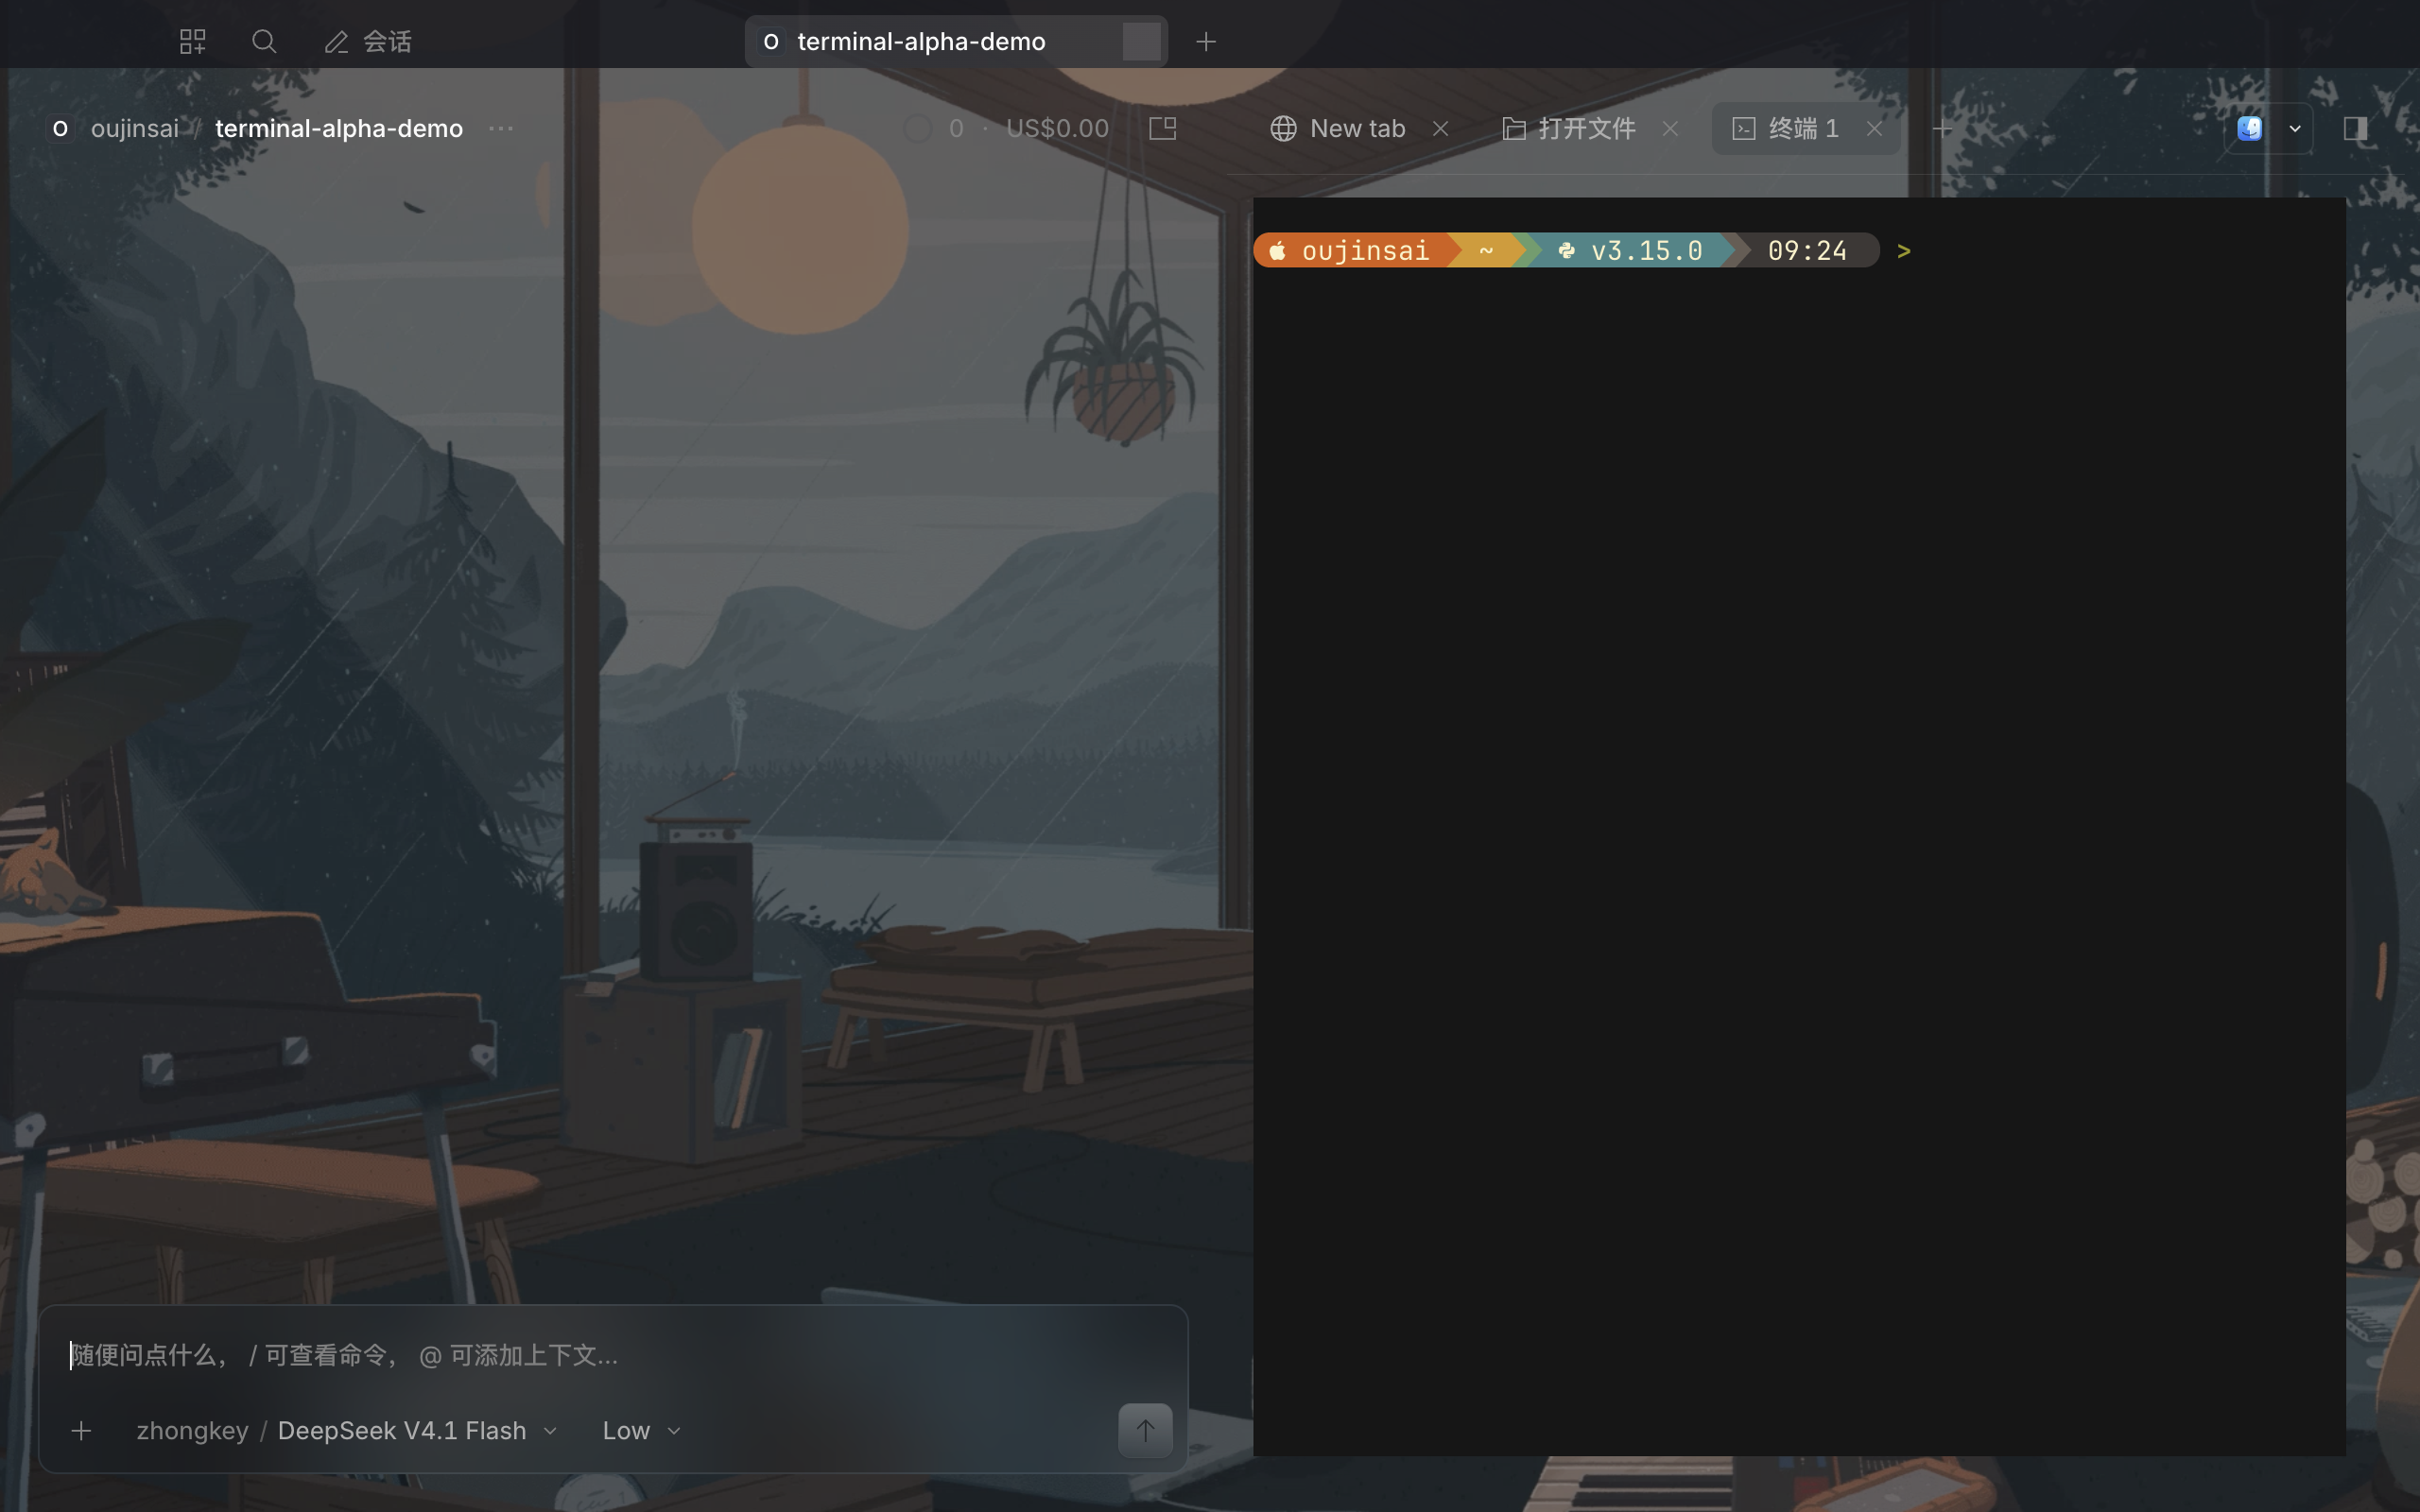 会话
O terminal-alpha-demo
O oujinsai / terminal-alpha-demo ...
0 · US$0.00
New tab
打开文件
终端 1
oujinsai ~ v3.15.0 09:24 >
随便问点什么， / 可查看命令， @ 可添加上下文...
zhongkey / DeepSeek V4.1 Flash Low